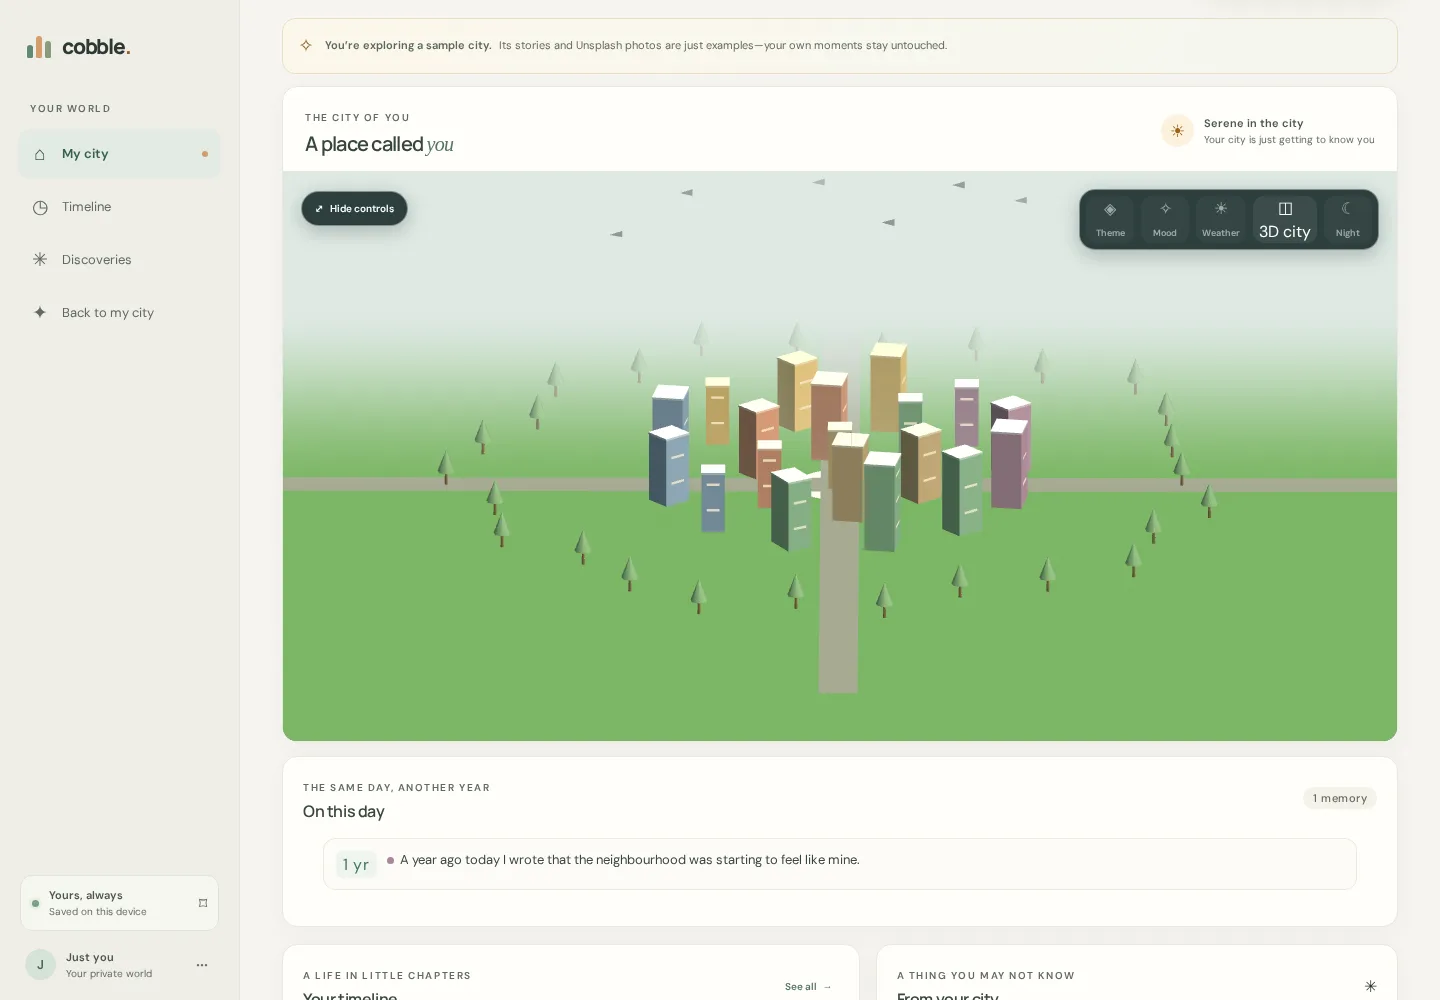 cobble.
YOUR WORLD
My city
Timeline
Discoveries
Back to my city
Yours, always
Saved on this device
J
Just you
Your private world
You're exploring a sample city. Its stories and Unsplash photos are just examples—your own moments stay untouched.
THE CITY OF YOU
A place called you
Serene in the city
Your city is just getting to know you
Hide controls
Theme
Mood
Weather
3D city
Night
THE SAME DAY, ANOTHER YEAR
On this day
1 memory
1 yr
A year ago today I wrote that the neighbourhood was starting to feel like mine.
A LIFE IN LITTLE CHAPTERS
Your timeline
See all →
A THING YOU MAY NOT KNOW
From your city